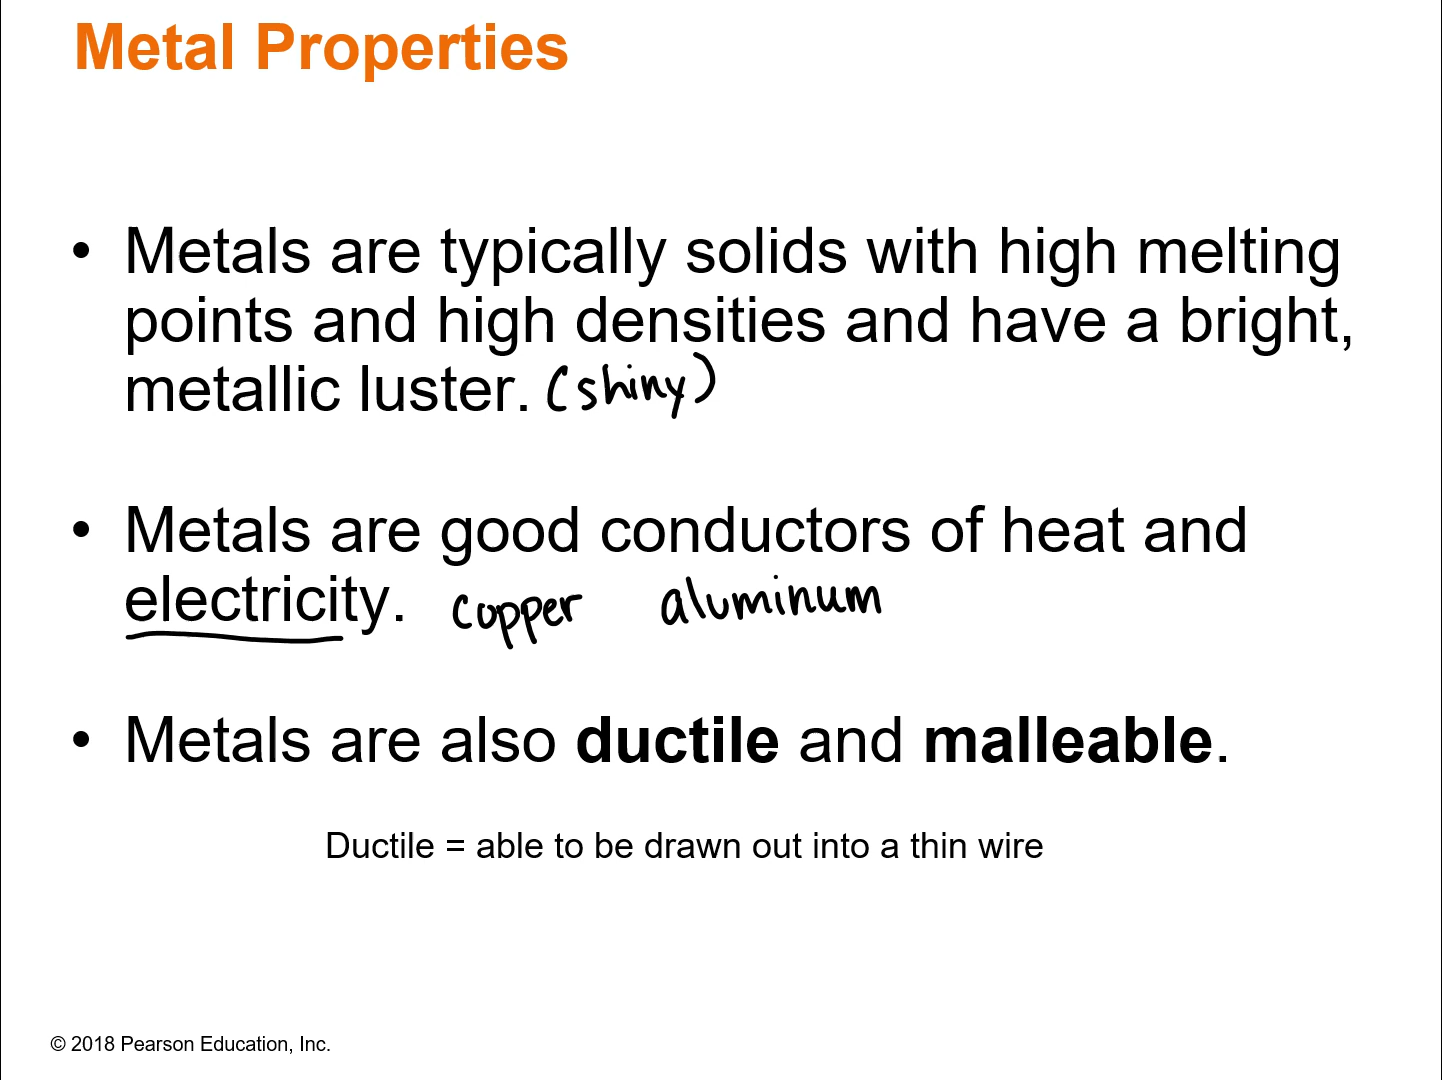 Metal Properties
• Metals are typically solids with high melting
points and high densities and have a bright,
metallic luster. (shiny)
• Metals are good conductors of heat and
electricity. copper aluminum
• Metals are also ductile and malleable.
Ductile = able to be drawn out into a thin wire
© 2018 Pearson Education, Inc.